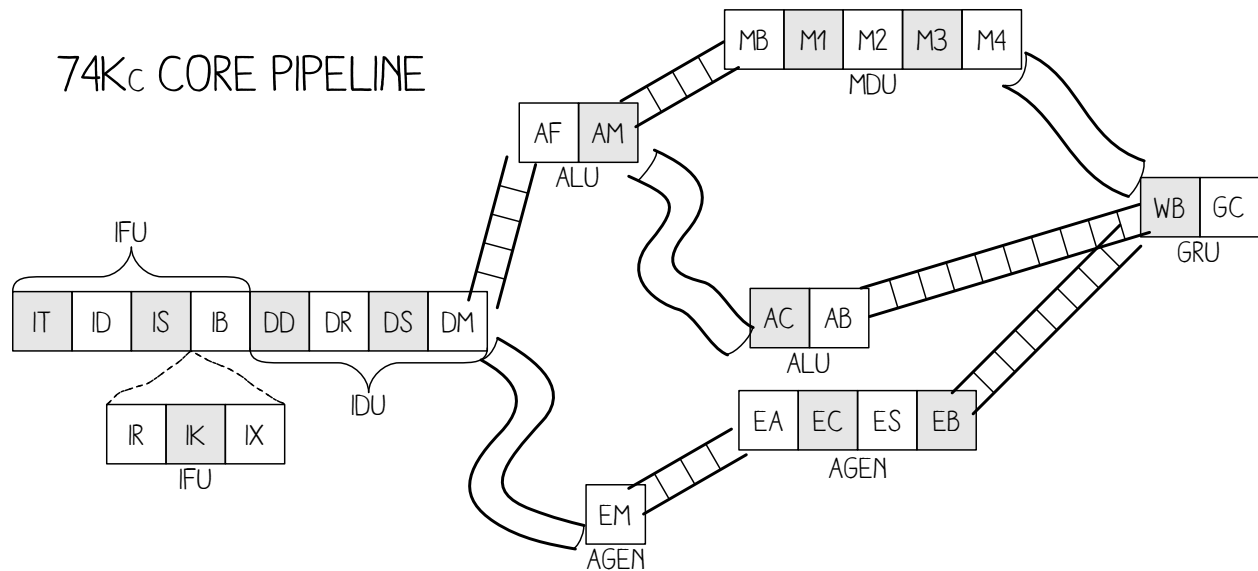 74Kc CORE PIPELINE
MB M1 M2 M3 M4
MDU
AF AM
ALU
WB GC
GRU
IFU
IT ID IS IB DD DR DS DM
IDU
AC AB
ALU
IR IK IX
IFU
EA EC ES EB
AGEN
EM
AGEN